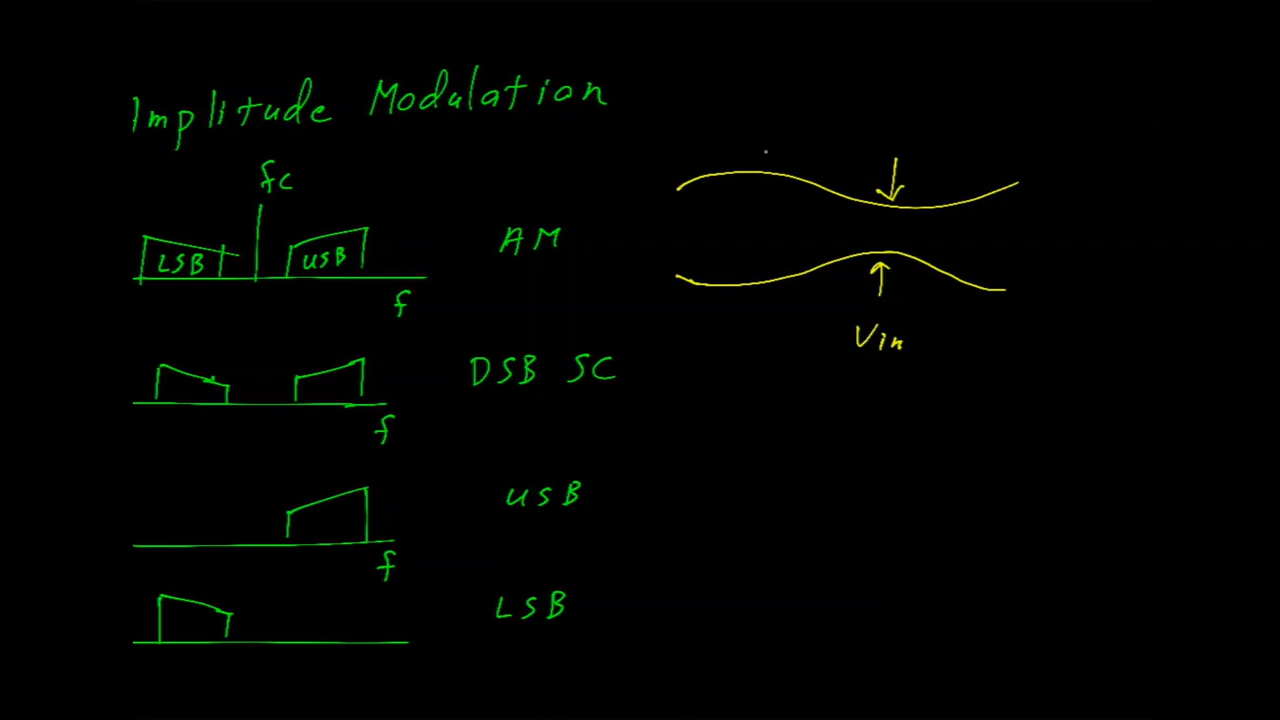 Implitude Modulation
fc
LSB USB AM
f
DSB SC
f
USB
f
LSB
Vin